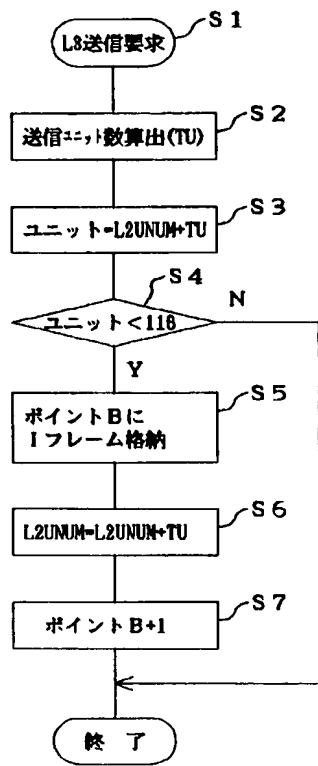 S1
L3送信要求
S2
送信ユニット数算出(TU)
S3
ユニット=L2UNUM+TU
S4
N
ユニット<116
Y
S5
ポイントBに
Iフレーム格納
S6
L2UNUM=L2UNUM+TU
S7
ポイントB+1
終 了